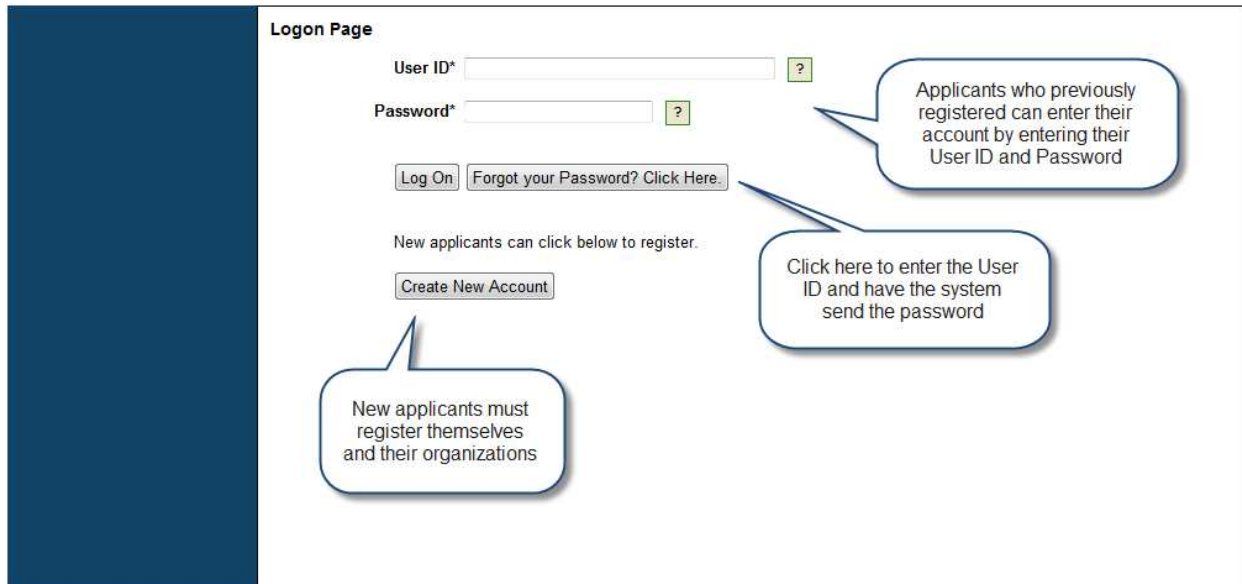 Logon Page
User ID* ?
Password* ?
Applicants who previously
registered can enter their
account by entering their
User ID and Password
Log On Forgot your Password? Click Here.
New applicants can click below to register.
Click here to enter the User
ID and have the system
send the password
Create New Account
New applicants must
register themselves
and their organizations